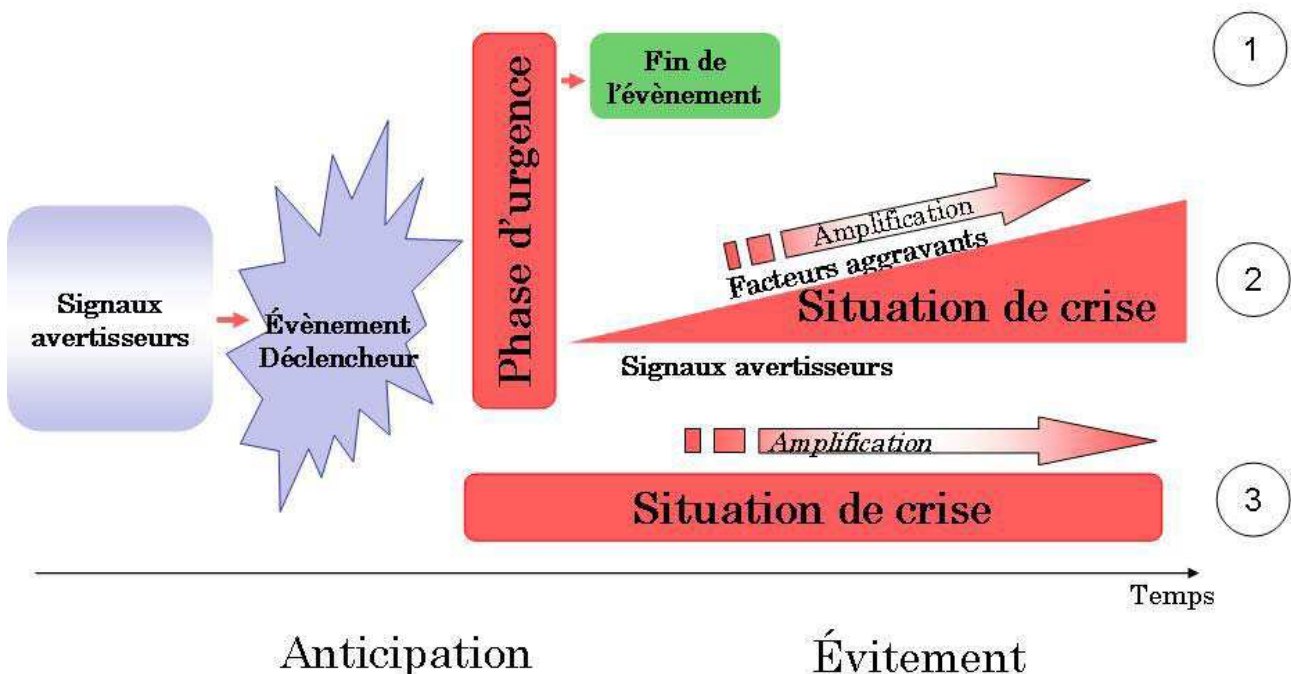 Signaux
avertisseurs
Évènement
Déclencheur
Phase d'urgence
Fin de
l'évènement
1
Amplification
Facteurs aggravants
Situation de crise
2
Signaux avertisseurs
Amplification
Situation de crise
3
Temps
Anticipation
Évitement